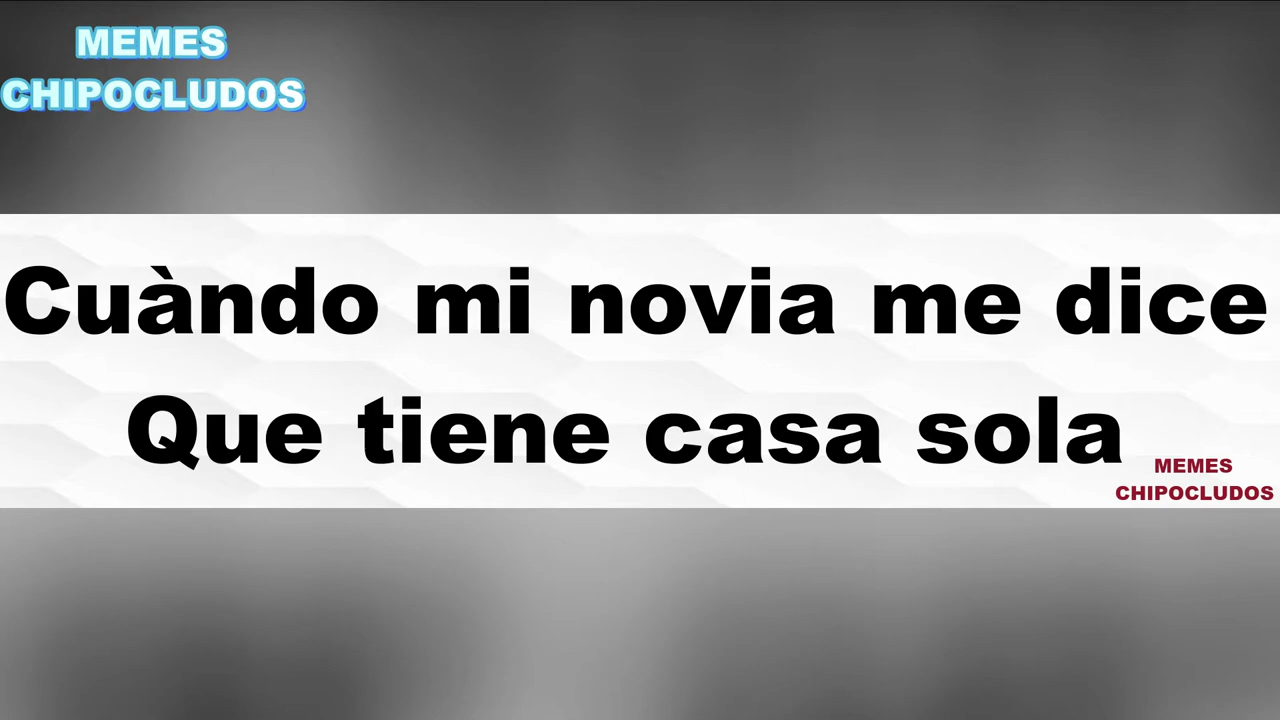 MEMES
CHIPOCLUDOS
Cuàndo mi novia me dice
Que tiene casa sola
MEMES
CHIPOCLUDOS